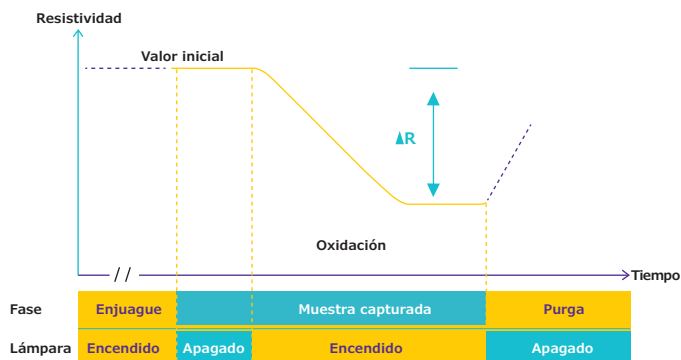 Resistividad
Valor inicial
▲R
Oxidación
Tiempo
Fase Enjuague Muestra capturada Purga
Lámpara Encendido Apagado Encendido Apagado